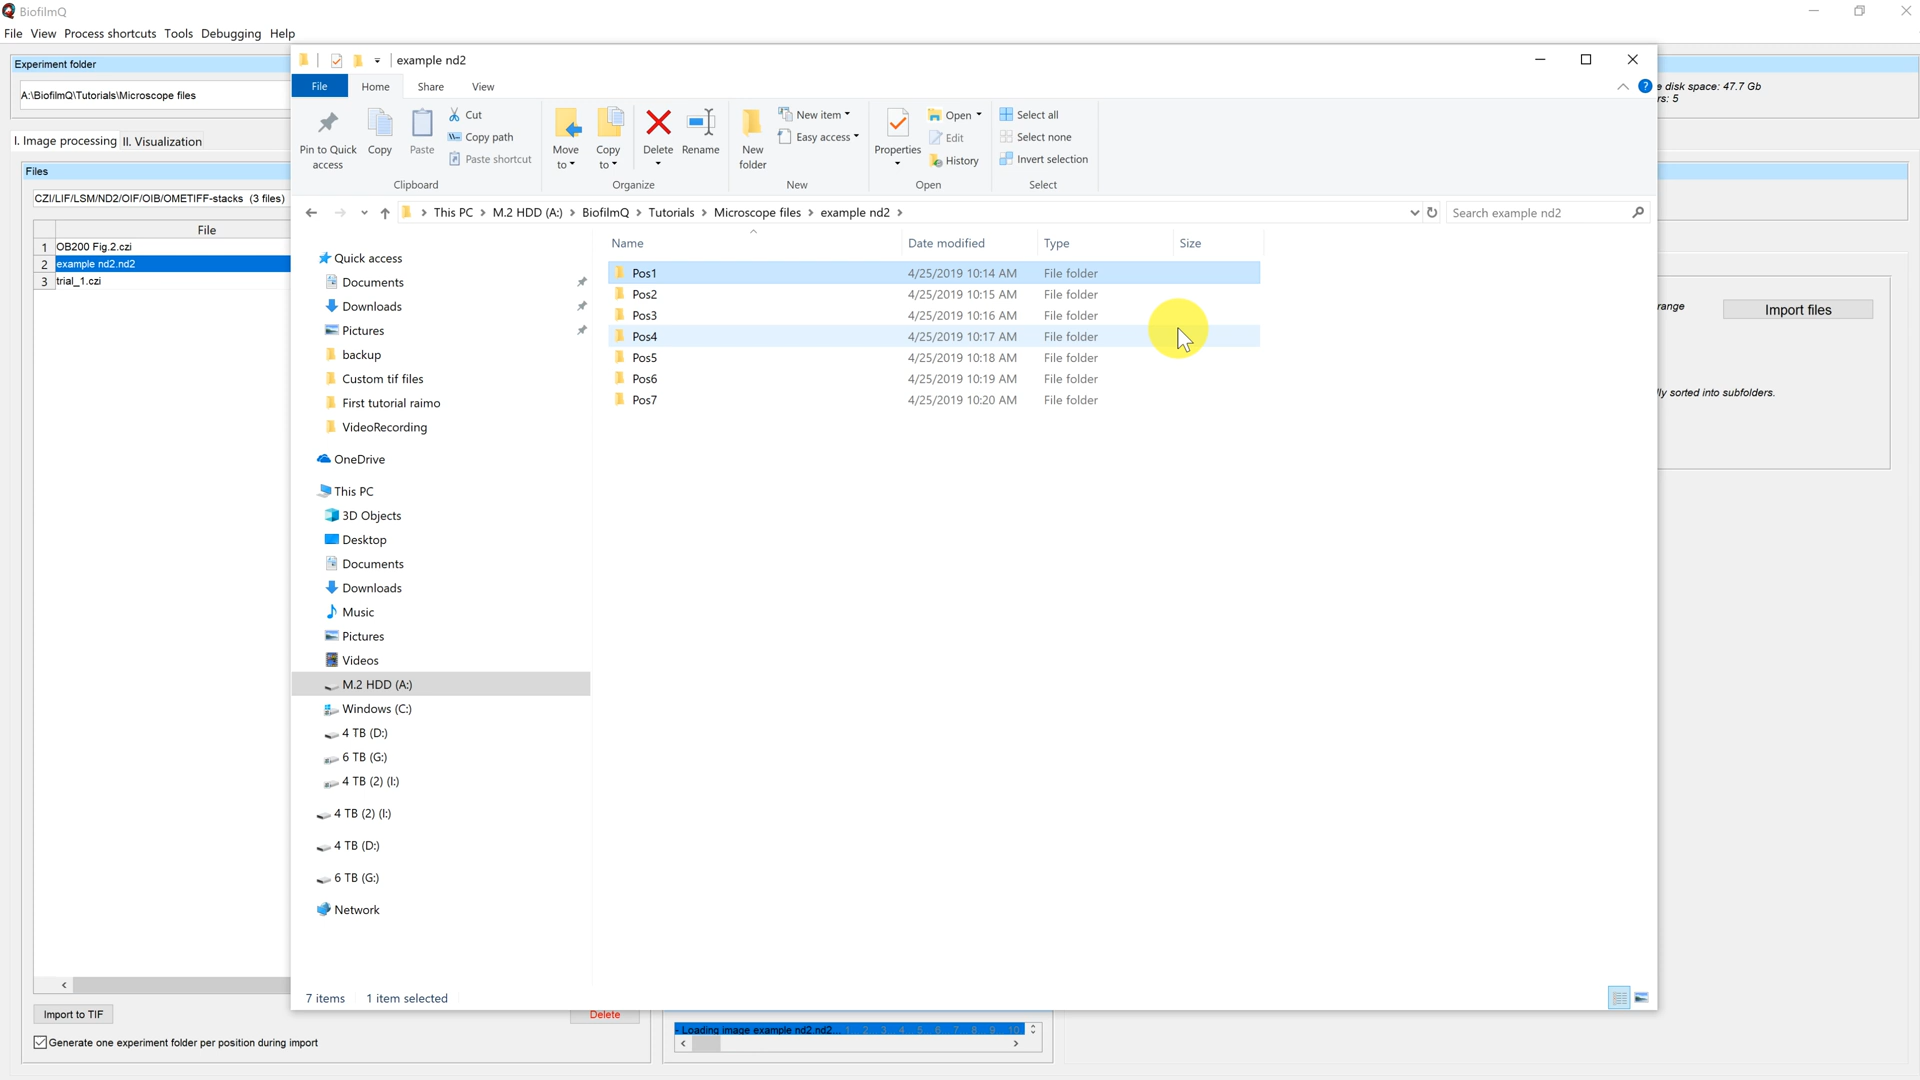 BiofilmQ
File View Process shortcuts Tools Debugging Help
Experiment folder
A:\BiofilmQ\Tutorials\Microscope files
I. Image processing II. Visualization
Files
CZI/LIF/LSM/ND2/OIF/OIB/OMETIFF-stacks (3 files)
File
1 OB200 Fig.2.czi
2 example nd2.nd2
3 trial_1.czi
Import to TIF
Delete
Generate one experiment folder per position during import
example nd2
File Home Share View
Pin to Quick access
Copy
Paste
Cut
Copy path
Paste shortcut
Clipboard
Move to
Copy to
Delete
Rename
Organize
New folder
New item
Easy access
New
Properties
Open
Edit
History
Open
Select all
Select none
Invert selection
Select
This PC > M.2 HDD (A:) > BiofilmQ > Tutorials > Microscope files > example nd2 >
Search example nd2
Quick access
Documents
Downloads
Pictures
backup
Custom tif files
First tutorial raimo
VideoRecording
OneDrive
This PC
3D Objects
Desktop
Documents
Downloads
Music
Pictures
Videos
M.2 HDD (A:)
Windows (C:)
4 TB (D:)
6 TB (G:)
4 TB (2) (I:)
4 TB (2) (I:)
4 TB (D:)
6 TB (G:)
Network
Name Date modified Type Size
Pos1 4/25/2019 10:14 AM File folder
Pos2 4/25/2019 10:15 AM File folder
Pos3 4/25/2019 10:16 AM File folder
Pos4 4/25/2019 10:17 AM File folder
Pos5 4/25/2019 10:18 AM File folder
Pos6 4/25/2019 10:19 AM File folder
Pos7 4/25/2019 10:20 AM File folder
7 items 1 item selected
disk space: 47.7 Gb
rs: 5
range
Import files
lly sorted into subfolders.
- Loading image example nd2.nd2... 1 2 3 4 5 6 7 8 9 10